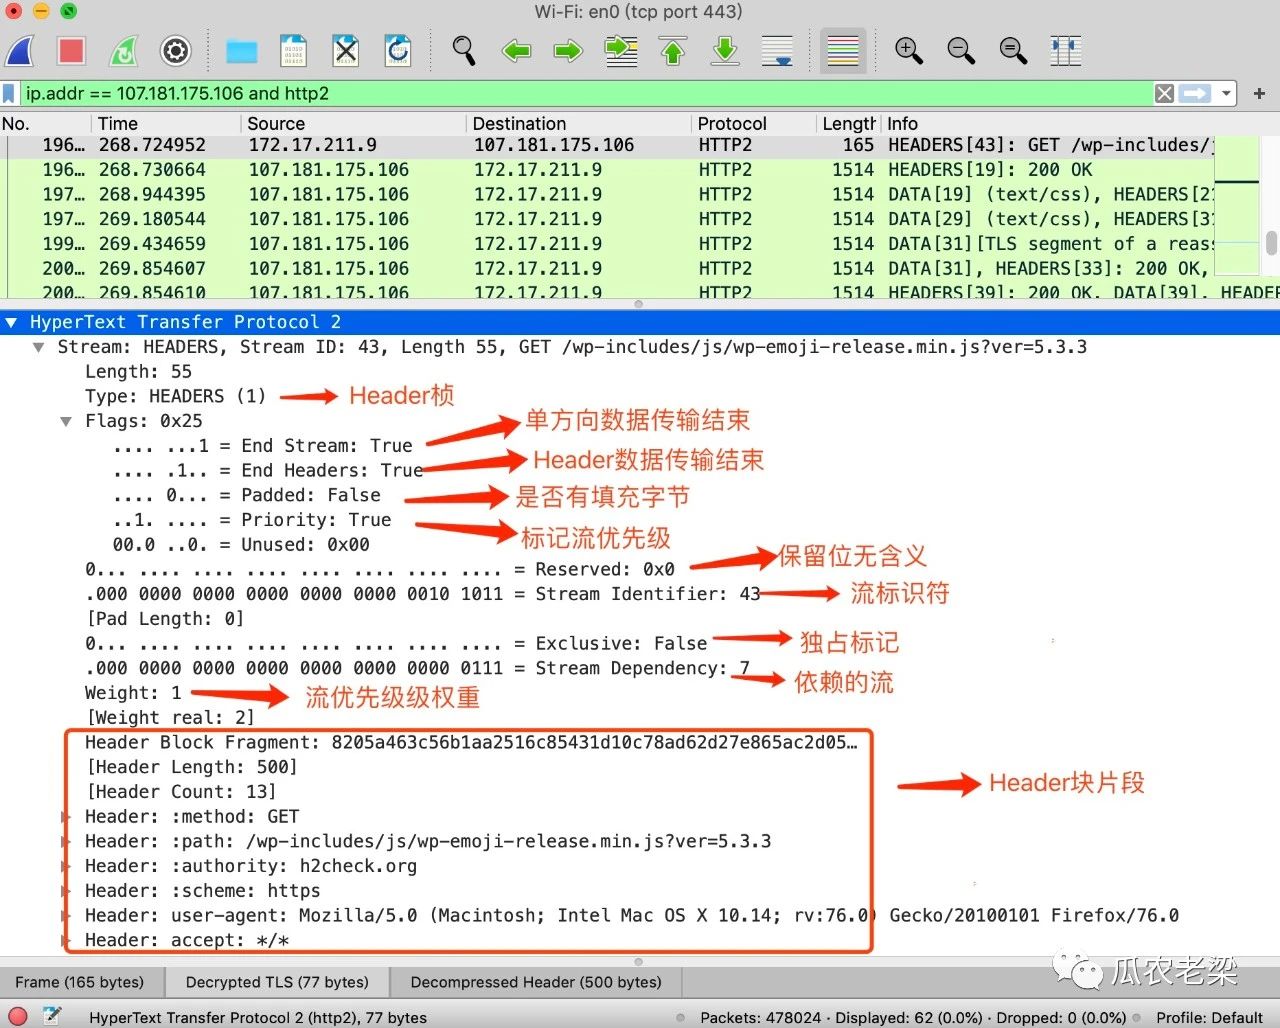 Wi-Fi: en0 (tcp port 443)
ip.addr == 107.181.175.106 and http2
No. Time Source Destination Protocol Length Info
196… 268.724952 172.17.211.9 107.181.175.106 HTTP2 165 HEADERS[43]: GET /wp-includes/
196… 268.730664 107.181.175.106 172.17.211.9 HTTP2 1514 HEADERS[19]: 200 OK
197… 268.944395 107.181.175.106 172.17.211.9 HTTP2 1514 DATA[19] (text/css), HEADERS[21
197… 269.180544 107.181.175.106 172.17.211.9 HTTP2 1514 DATA[29] (text/css), HEADERS[31
199… 269.434659 107.181.175.106 172.17.211.9 HTTP2 1514 DATA[31][TLS segment of a reass
200… 269.854607 107.181.175.106 172.17.211.9 HTTP2 1514 DATA[31], HEADERS[33]: 200 OK,
200… 269.854610 107.181.175.106 172.17.211.9 HTTP2 1514 HEADERS[39]: 200 OK, DATA[39], HEADER
HyperText Transfer Protocol 2
Stream: HEADERS, Stream ID: 43, Length 55, GET /wp-includes/js/wp-emoji-release.min.js?ver=5.3.3
Length: 55
Type: HEADERS (1) Header桢
Flags: 0x25
.... ...1 = End Stream: True 单方向数据传输结束
.... .1.. = End Headers: True Header数据传输结束
.... 0... = Padded: False 是否有填充字节
..1. .... = Priority: True 标记流优先级
00.0 ..0. = Unused: 0x00
0... .... .... .... .... .... .... .... = Reserved: 0x0 保留位无含义
.000 0000 0000 0000 0000 0000 0010 1011 = Stream Identifier: 43 流标识符
[Pad Length: 0]
0... .... .... .... .... .... .... .... = Exclusive: False 独占标记
.000 0000 0000 0000 0000 0000 0000 0111 = Stream Dependency: 7 依赖的流
Weight: 1 流优先级级权重
[Weight real: 2]
Header Block Fragment: 8205a463c56b1aa2516c85431d10c78ad62d27e865ac2d05…
[Header Length: 500]
Header块片段
[Header Count: 13]
Header: :method: GET
Header: :path: /wp-includes/js/wp-emoji-release.min.js?ver=5.3.3
Header: :authority: h2check.org
Header: :scheme: https
Header: user-agent: Mozilla/5.0 (Macintosh; Intel Mac OS X 10.14; rv:76.0) Gecko/20100101 Firefox/76.0
Header: accept: */*
瓜农老梁
Frame (165 bytes) Decrypted TLS (77 bytes) Decompressed Header (500 bytes)
HyperText Transfer Protocol 2 (http2), 77 bytes Packets: 478024 · Displayed: 62 (0.0%) · Dropped: 0 (0.0%) Profile: Default